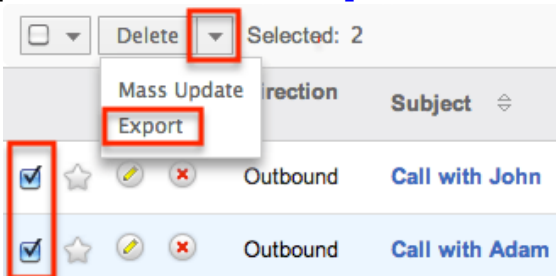 Delete Selected: 2
Mass Update
Export
irection Subject
Outbound Call with John
Outbound Call with Adam